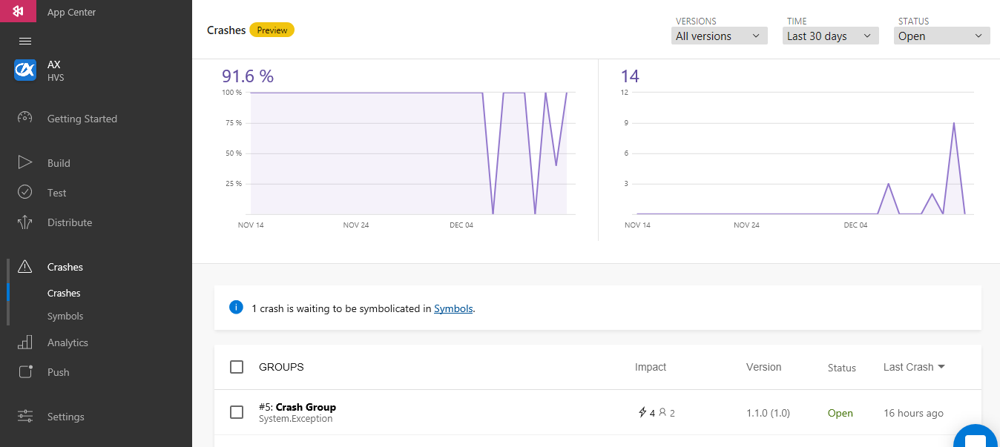 App Center
AX
HVS
Getting Started
Build
Test
Distribute
Crashes
Crashes
Symbols
Analytics
Push
Settings
Crashes Preview
VERSIONS
All versions
TIME
Last 30 days
STATUS
Open
91.6 %
100 %
75 %
50 %
25 %
NOV 14 NOV 24 DEC 04
14
12
9
6
3
NOV 14 NOV 24 DEC 04
i 1 crash is waiting to be symbolicated in Symbols.
GROUPS Impact Version Status Last Crash
#5: Crash Group 4 2 1.1.0 (1.0) Open 16 hours ago
System.Exception